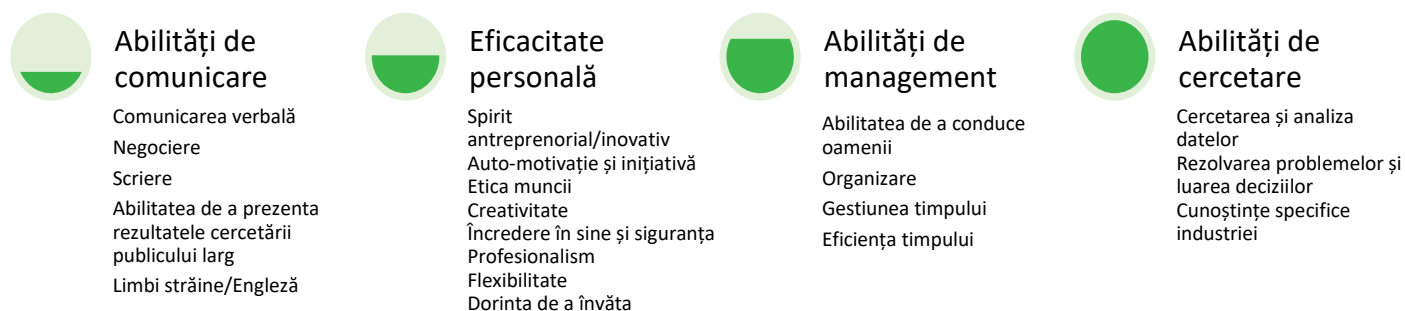 Abilități de
comunicare
Comunicarea verbală
Negociere
Scriere
Abilitatea de a prezenta
rezultatele cercetării
publicului larg
Limbi străine/Engleză
Eficacitate
personală
Spirit
antreprenorial/inovativ
Auto-motivație și inițiativă
Etica muncii
Creativitate
Încredere în sine și siguranța
Profesionalism
Flexibilitate
Dorinta de a învăta
Abilități de
management
Abilitatea de a conduce
oamenii
Organizare
Gestiunea timpului
Eficiența timpului
Abilități de
cercetare
Cercetarea și analiza
datelor
Rezolvarea problemelor și
luarea deciziilor
Cunoștințe specifice
industriei